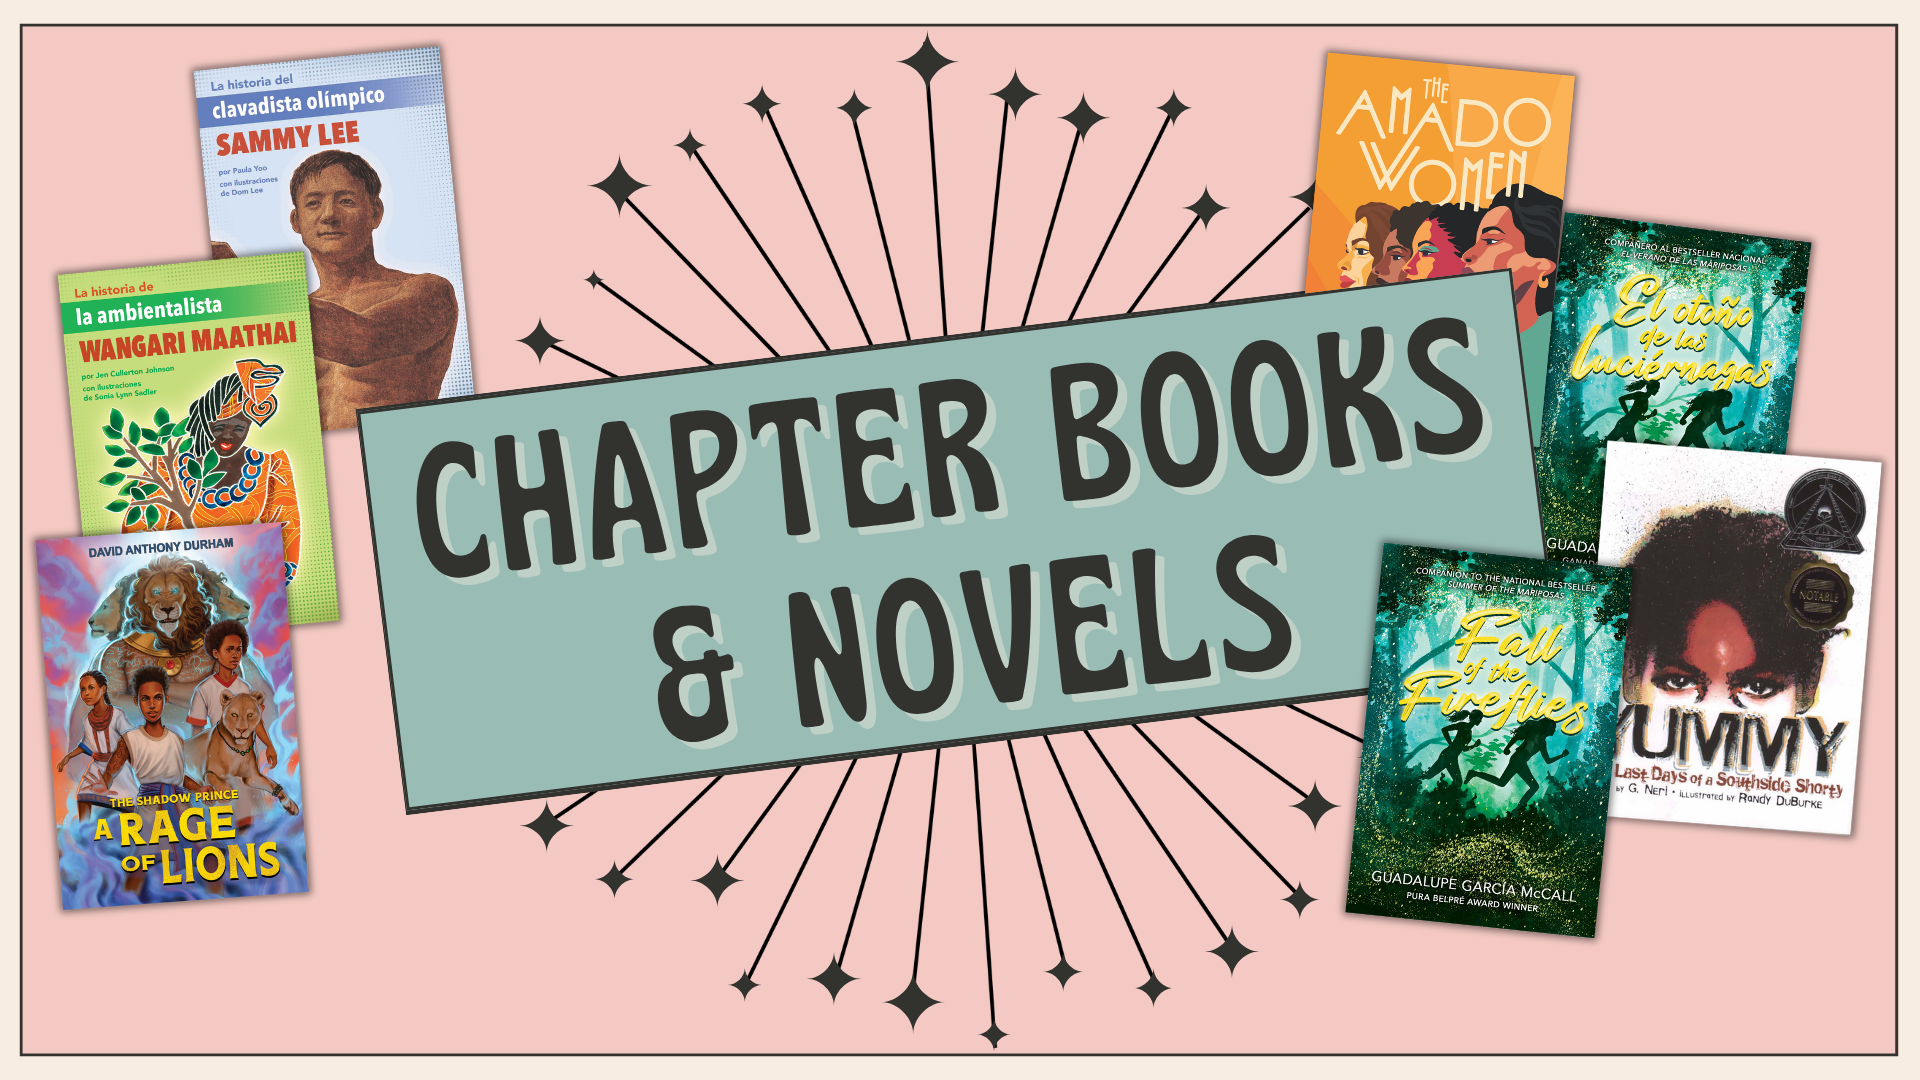 La historia del
clavadista olímpico
SAMMY LEE
por Paula Yoo
con ilustraciones
de Dom Lee
La historia de
la ambientalista
WANGARI MAATHAI
por Jen Cullerton Johnson
con ilustraciones
de Sonia Lynn Sadler
DAVID ANTHONY DURHAM
THE SHADOW PRINCE
A RAGE
OF LIONS
CHAPTER BOOKS
& NOVELS
THE
AMADO
WOMEN
COMPAÑERO AL BESTSELLER NACIONAL
EL VERANO DE LAS MARIPOSAS
El otoño
de las
luciérnagas
GUADA
GANAD
COMPANION TO THE NATIONAL BESTSELLER
SUMMER OF THE MARIPOSAS
Fall
of the
Fireflies
GUADALUPE GARCÍA McCALL
PURA BELPRÉ AWARD WINNER
NOTABLE
YUMMY
Last Days of a Southside Shorty
by G. Neri • illustrated by Randy DuBurke